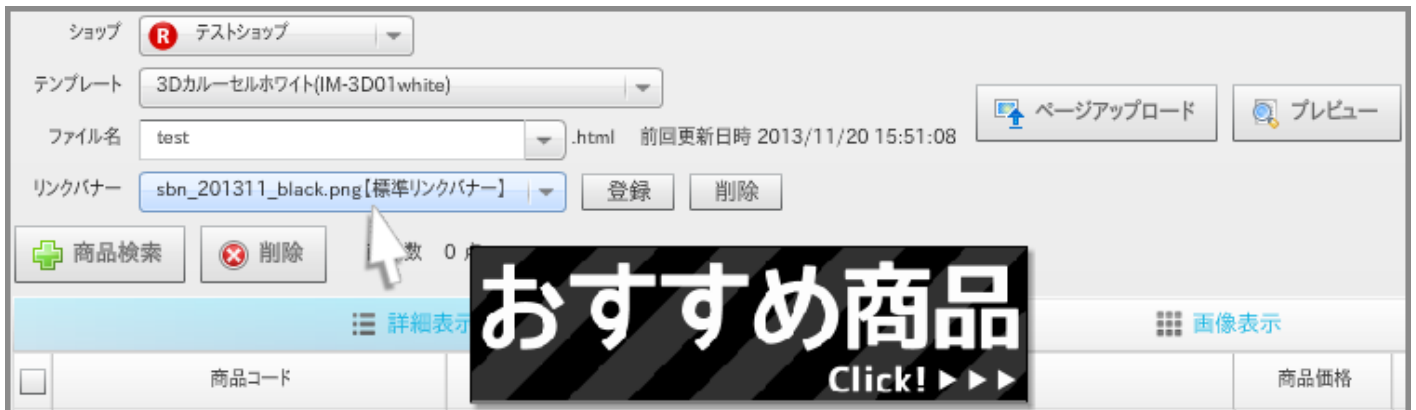 ショップ R テストショップ
テンプレート 3Dカルーセルホワイト(IM-3D01white)
ページアップロード プレビュー
ファイル名 test .html 前回更新日時 2013/11/20 15:51:08
リンクバナー sbn_201311_black.png【標準リンクバナー】 登録 削除
商品検索 削除 数 0 点
おすすめ商品
詳細表示 画像表示
Click!▶▶▶
商品コード 商品価格